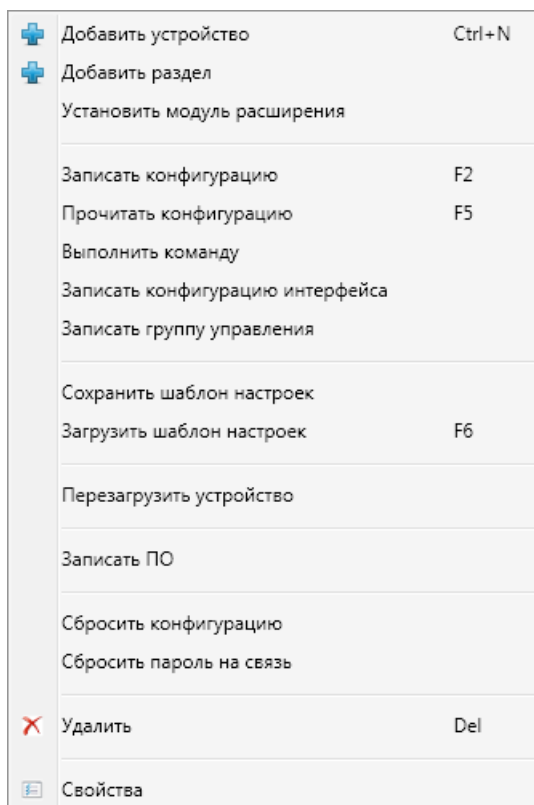 Добавить устройство Ctrl+N
Добавить раздел
Установить модуль расширения
Записать конфигурацию F2
Прочитать конфигурацию F5
Выполнить команду
Записать конфигурацию интерфейса
Записать группу управления
Сохранить шаблон настроек
Загрузить шаблон настроек F6
Перезагрузить устройство
Записать ПО
Сбросить конфигурацию
Сбросить пароль на связь
Удалить Del
Свойства